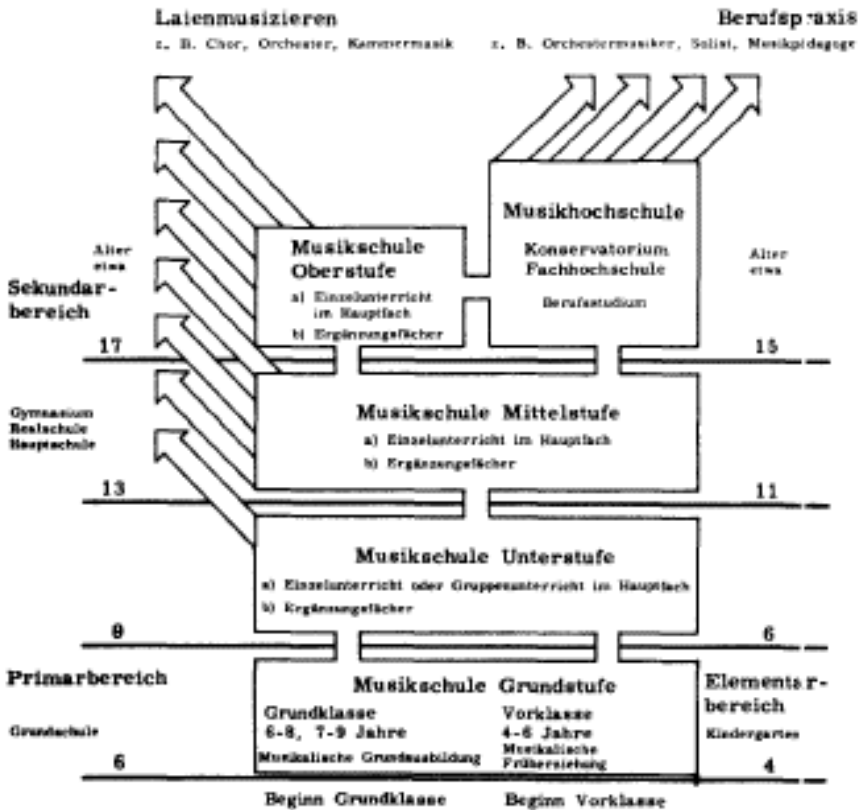 Laienmusizieren
z. B. Chor, Orchester, Kammermusik
Berufspraxis
z. B. Orchestermusiker, Solist, Musikpädagoge
Musikhochschule
Konservatorium
Fachhochschule
Berufsstudium
Musikschule
Oberstufe
a) Einzelunterricht
im Hauptfach
b) Ergänzungsfächer
Alter
etwa
Alter
etwa
Sekundar-
bereich
17
15
Gymnasium
Realschule
Hauptschule
Musikschule Mittelstufe
a) Einzelunterricht im Hauptfach
b) Ergänzungsfächer
13
11
Musikschule Unterstufe
a) Einzelunterricht oder Gruppenunterricht im Hauptfach
b) Ergänzungsfächer
6
Primarbereich
Grundschule
Musikschule Grundstufe
Grundklasse
6-8, 7-9 Jahre
Musikalische Grundausbildung
Vorklasse
4-6 Jahre
Musikalische
Früherziehung
Elementar-
bereich
Kindergarten
6
4
Beginn Grundklasse
Beginn Vorklasse